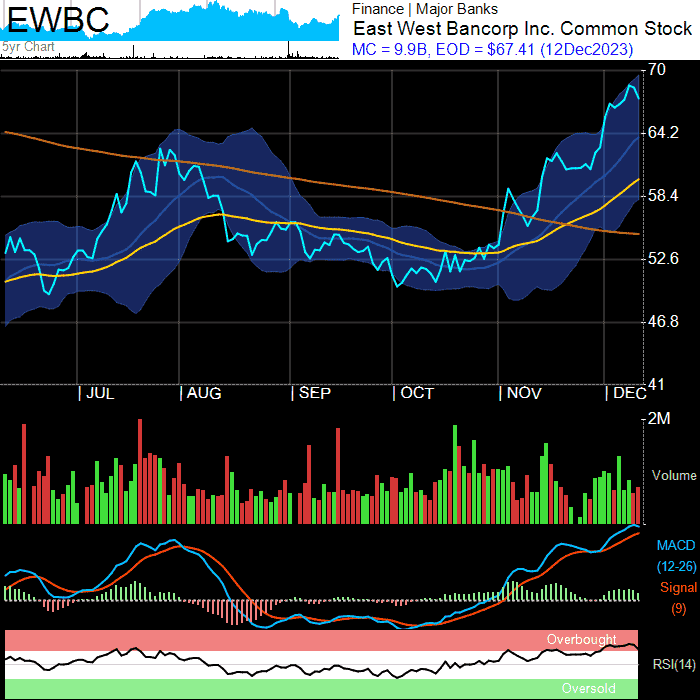 EWBC
5yr Chart
Finance | Major Banks
East West Bancorp Inc. Common Stock
MC = 9.9B, EOD = $67.41 (12Dec2023)
70
64.2
58.4
52.6
46.8
41
| JUL | AUG | SEP | OCT | NOV | DEC
2M
Volume
MACD
(12-26)
Signal
(9)
Overbought
RSI(14)
Oversold